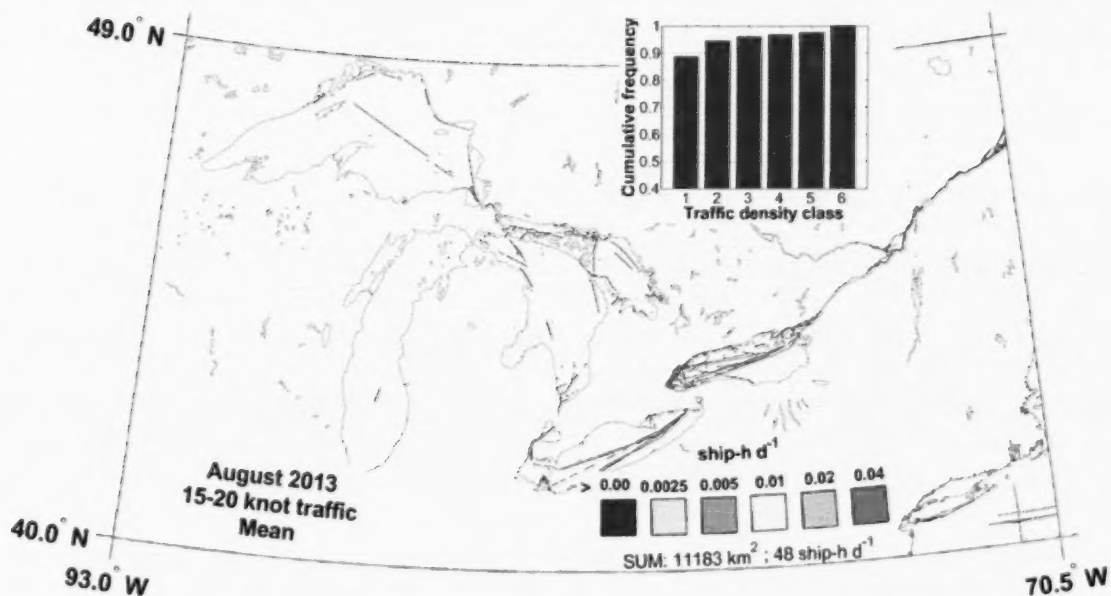 49.0° N
1
0.9
0.8
0.7
0.6
0.5
0.4
Cumulative frequency
1 2 3 4 5 6
Traffic density class
August 2013
15-20 knot traffic
Mean
ship-h d⁻¹
> 0.00 0.0025 0.005 0.01 0.02 0.04
SUM: 11183 km² ; 48 ship-h d⁻¹
40.0° N
93.0° W
70.5° W